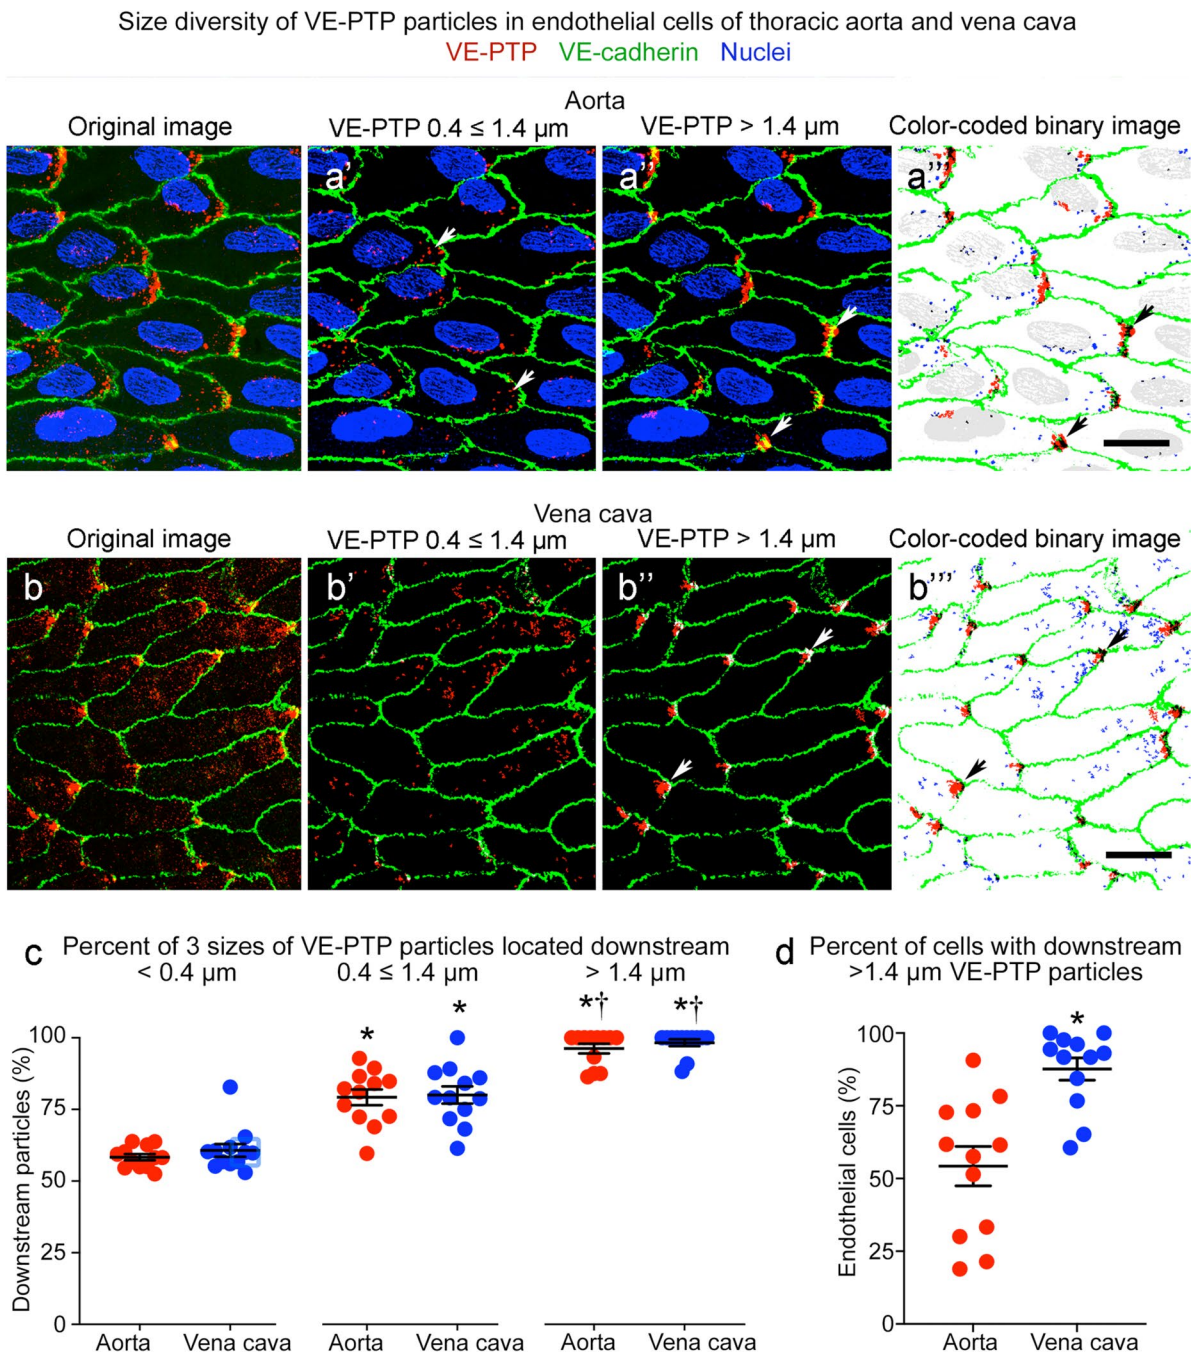 Size diversity of VE-PTP particles in endothelial cells of thoracic aorta and vena cava
VE-PTP VE-cadherin Nuclei
Aorta
Original image VE-PTP 0.4 ≤ 1.4 µm VE-PTP > 1.4 µm Color-coded binary image
a' a'' a'''
Vena cava
Original image VE-PTP 0.4 ≤ 1.4 µm VE-PTP > 1.4 µm Color-coded binary image
b b' b'' b'''
c Percent of 3 sizes of VE-PTP particles located downstream
< 0.4 µm 0.4 ≤ 1.4 µm > 1.4 µm
Downstream particles (%)
* * *† *†
100
75
50
25
0
Aorta Vena cava Aorta Vena cava Aorta Vena cava
d Percent of cells with downstream
>1.4 µm VE-PTP particles
Endothelial cells (%)
*
100
75
50
25
0
Aorta Vena cava